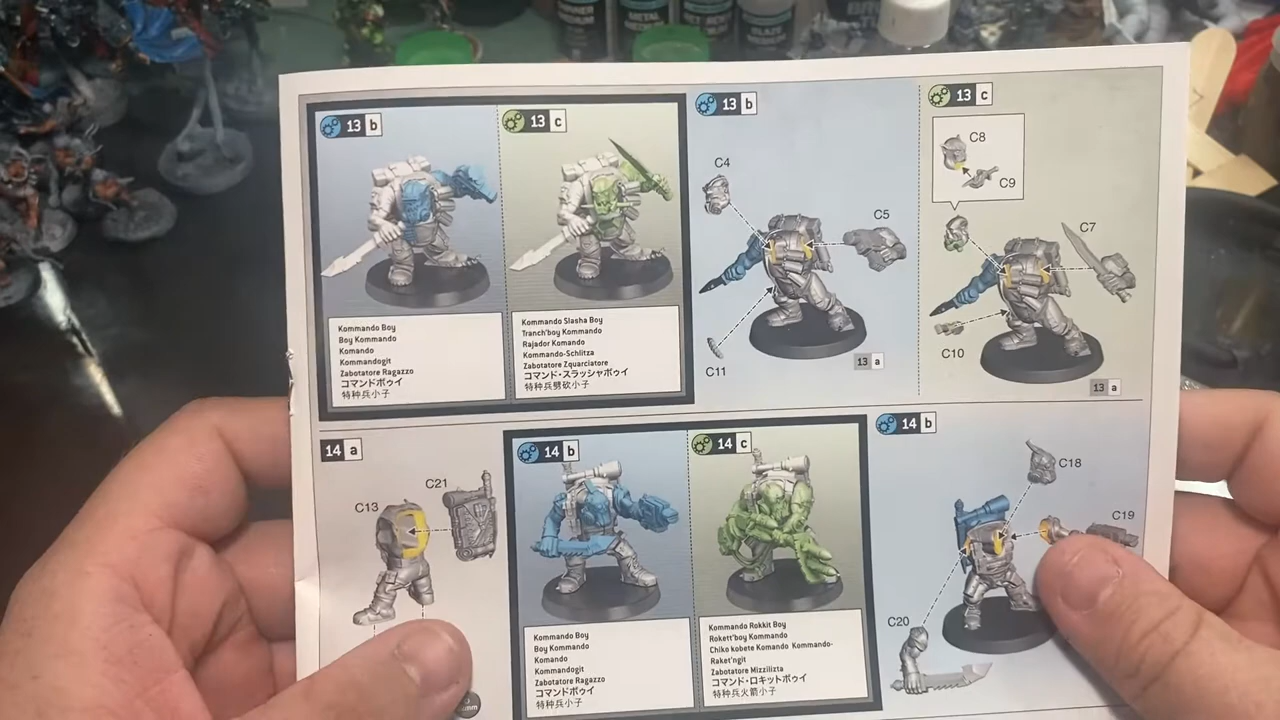 13 b
Kommando Boy
Boy Kommando
Komando
Kommandogit
Zabotatore Ragazzo
コマンドボゥイ
特种兵小子
13 c
Kommando Slasha Boy
Tranch'boy Kommando
Rajador Komando
Kommando-Schlitza
Zabotatore Zquarciatore
コマンド・スラッシャボゥイ
特种兵劈砍小子
13 b
C4
C5
C11
13 a
13 c
C8
C9
C7
C10
13 a
14 a
C21
C13
14 b
Kommando Boy
Boy Kommando
Komando
Kommandogit
Zabotatore Ragazzo
コマンドボゥイ
特种兵小子
14 c
Kommando Rokkit Boy
Rokett'boy Kommando
Chiko kobete Komando Kommando-
Raket'ngit
Zabotatore Mizzilizta
コマンド・ロキットボゥイ
特种兵火箭小子
14 b
C18
C19
C20